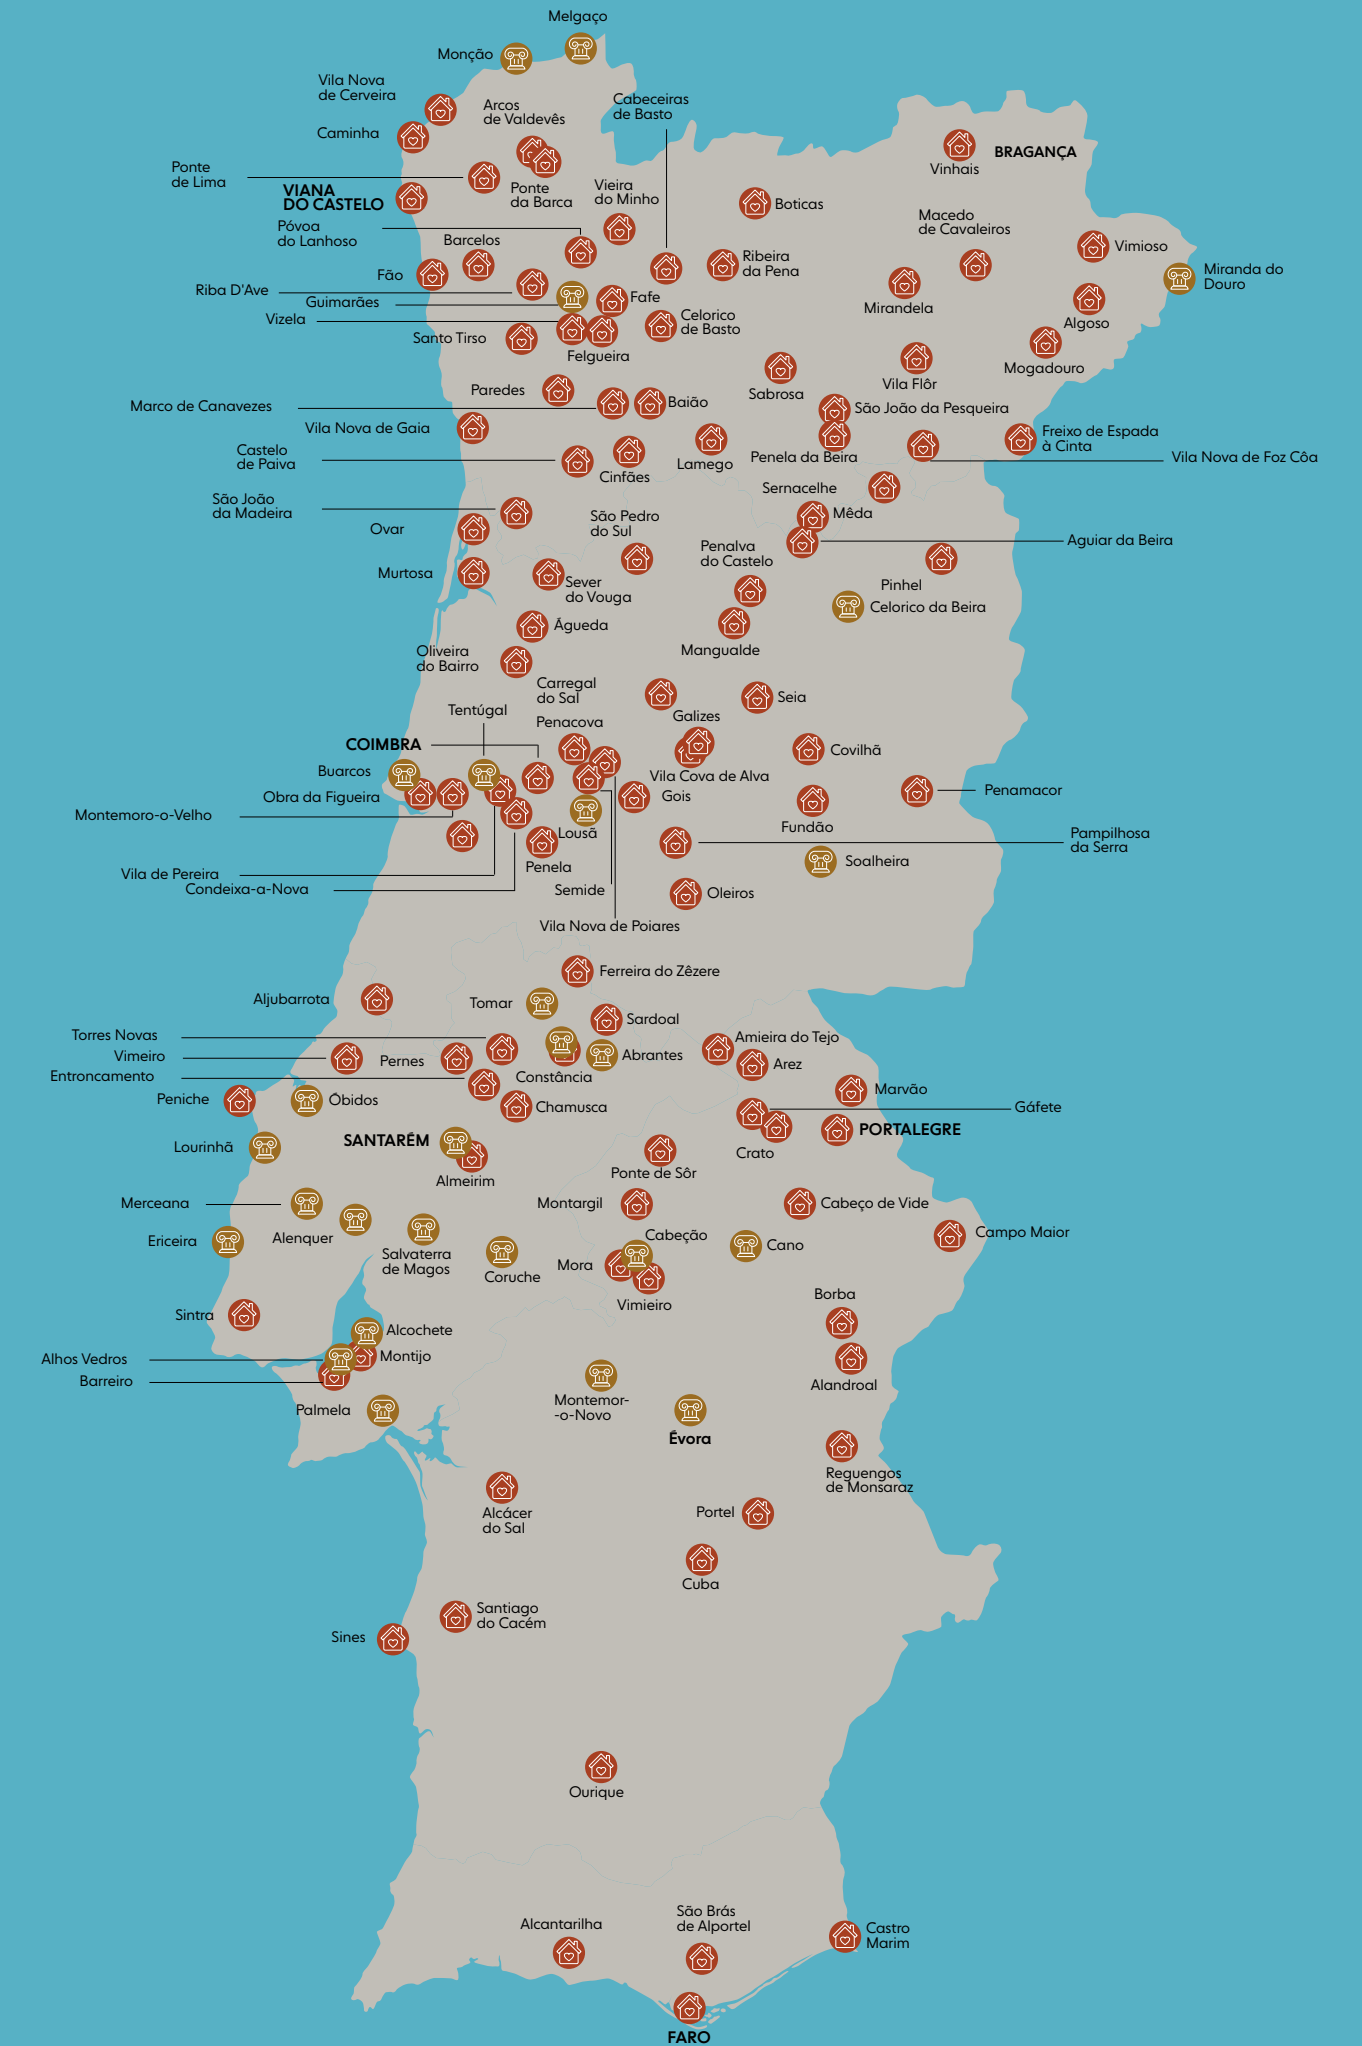 Melgaço
Monção
Vila Nova
de Cerveira
Arcos
de Valdevês
Cabeceiras
de Basto
Caminha
BRAGANÇA
Vinhais
Ponte
de Lima
VIANA
DO CASTELO
Ponte
da Barca
Vieira
do Minho
Boticas
Macedo
de Cavaleiros
Póvoa
do Lanhoso
Barcelos
Vimioso
Fão
Ribeira
da Pena
Miranda do
Douro
Riba D'Ave
Guimarães
Fafe
Mirandela
Vizela
Celorico
de Basto
Algoso
Santo Tirso
Felgueira
Mogadouro
Vila Flôr
Paredes
Sabrosa
Marco de Canavezes
Baião
São João da Pesqueira
Vila Nova de Gaia
Freixo de Espada
à Cinta
Castelo
de Paiva
Cinfães
Lamego
Penela da Beira
Vila Nova de Foz Côa
Sernacelhe
São João
da Madeira
Mêda
Ovar
São Pedro
do Sul
Aguiar da Beira
Penalva
do Castelo
Murtosa
Sever
do Vouga
Pinhel
Celorico da Beira
Águeda
Mangualde
Oliveira
do Bairro
Carregal
do Sal
Seia
Tentúgal
Galizes
Penacova
COIMBRA
Covilhã
Buarcos
Vila Cova de Alva
Obra da Figueira
Gois
Penamacor
Montemoro-o-Velho
Fundão
Lousã
Pampilhosa
da Serra
Penela
Soalheira
Vila de Pereira
Condeixa-a-Nova
Semide
Oleiros
Vila Nova de Poiares
Ferreira do Zêzere
Aljubarrota
Tomar
Sardoal
Torres Novas
Amieira do Tejo
Vimeiro
Pernes
Abrantes
Arez
Entroncamento
Constância
Marvão
Peniche
Óbidos
Chamusca
Gáfete
SANTARÉM
PORTALEGRE
Lourinhã
Crato
Almeirim
Ponte de Sôr
Merceana
Montargil
Cabeço de Vide
Ericeira
Alenquer
Salvaterra
de Magos
Cabeção
Cano
Campo Maior
Coruche
Mora
Vimieiro
Borba
Sintra
Alcochete
Alhos Vedros
Montijo
Barreiro
Alandroal
Palmela
Montemor-
-o-Novo
Évora
Reguengos
de Monsaraz
Alcácer
do Sal
Portel
Cuba
Santiago
do Cacém
Sines
Ourique
Alcantarilha
São Brás
de Alportel
Castro
Marim
FARO